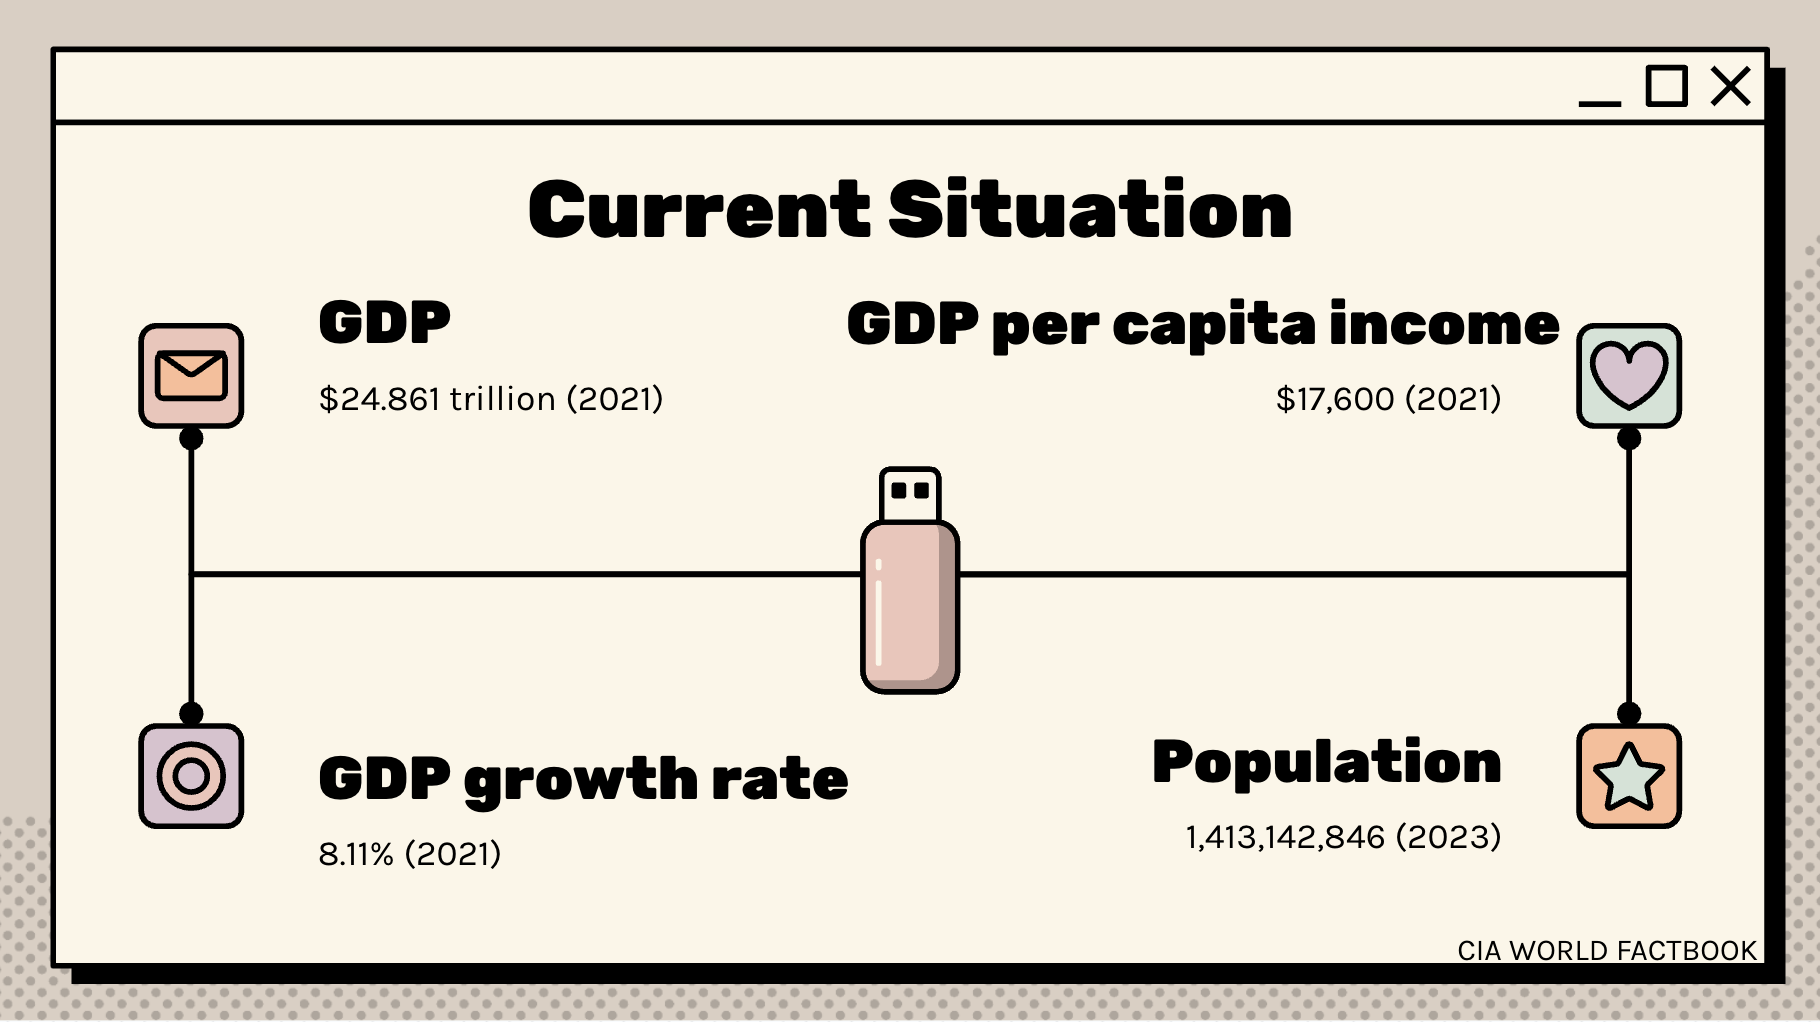 Current Situation
GDP
$24.861 trillion (2021)
GDP per capita income
$17,600 (2021)
GDP growth rate
8.11% (2021)
Population
1,413,142,846 (2023)
CIA WORLD FACTBOOK